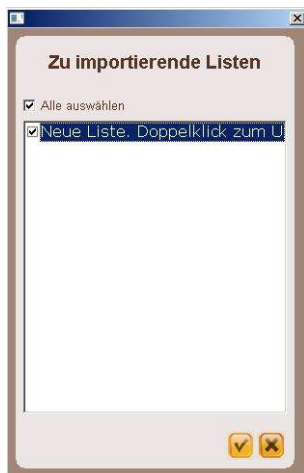 Zu importierende Listen
Alle auswählen
Neue Liste. Doppelklick zum U